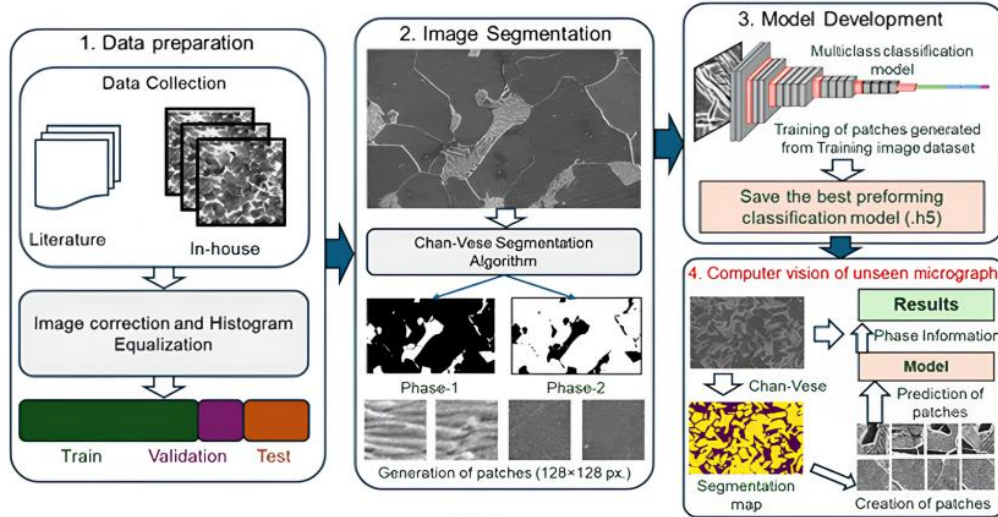 1. Data preparation
Data Collection
Literature
In-house
Image correction and Histogram
Equalization
Train
Validation
Test
2. Image Segmentation
Chan-Vese Segmentation
Algorithm
Phase-1
Phase-2
Generation of patches (128×128 px.)
3. Model Development
Multiclass classification
model
Training of patches generated
from Training image dataset
Save the best preforming
classification model (.h5)
4. Computer vision of unseen micrograph
Results
Phase Information
Model
Chan-Vese
Prediction of
patches
Segmentation
map
Creation of patches